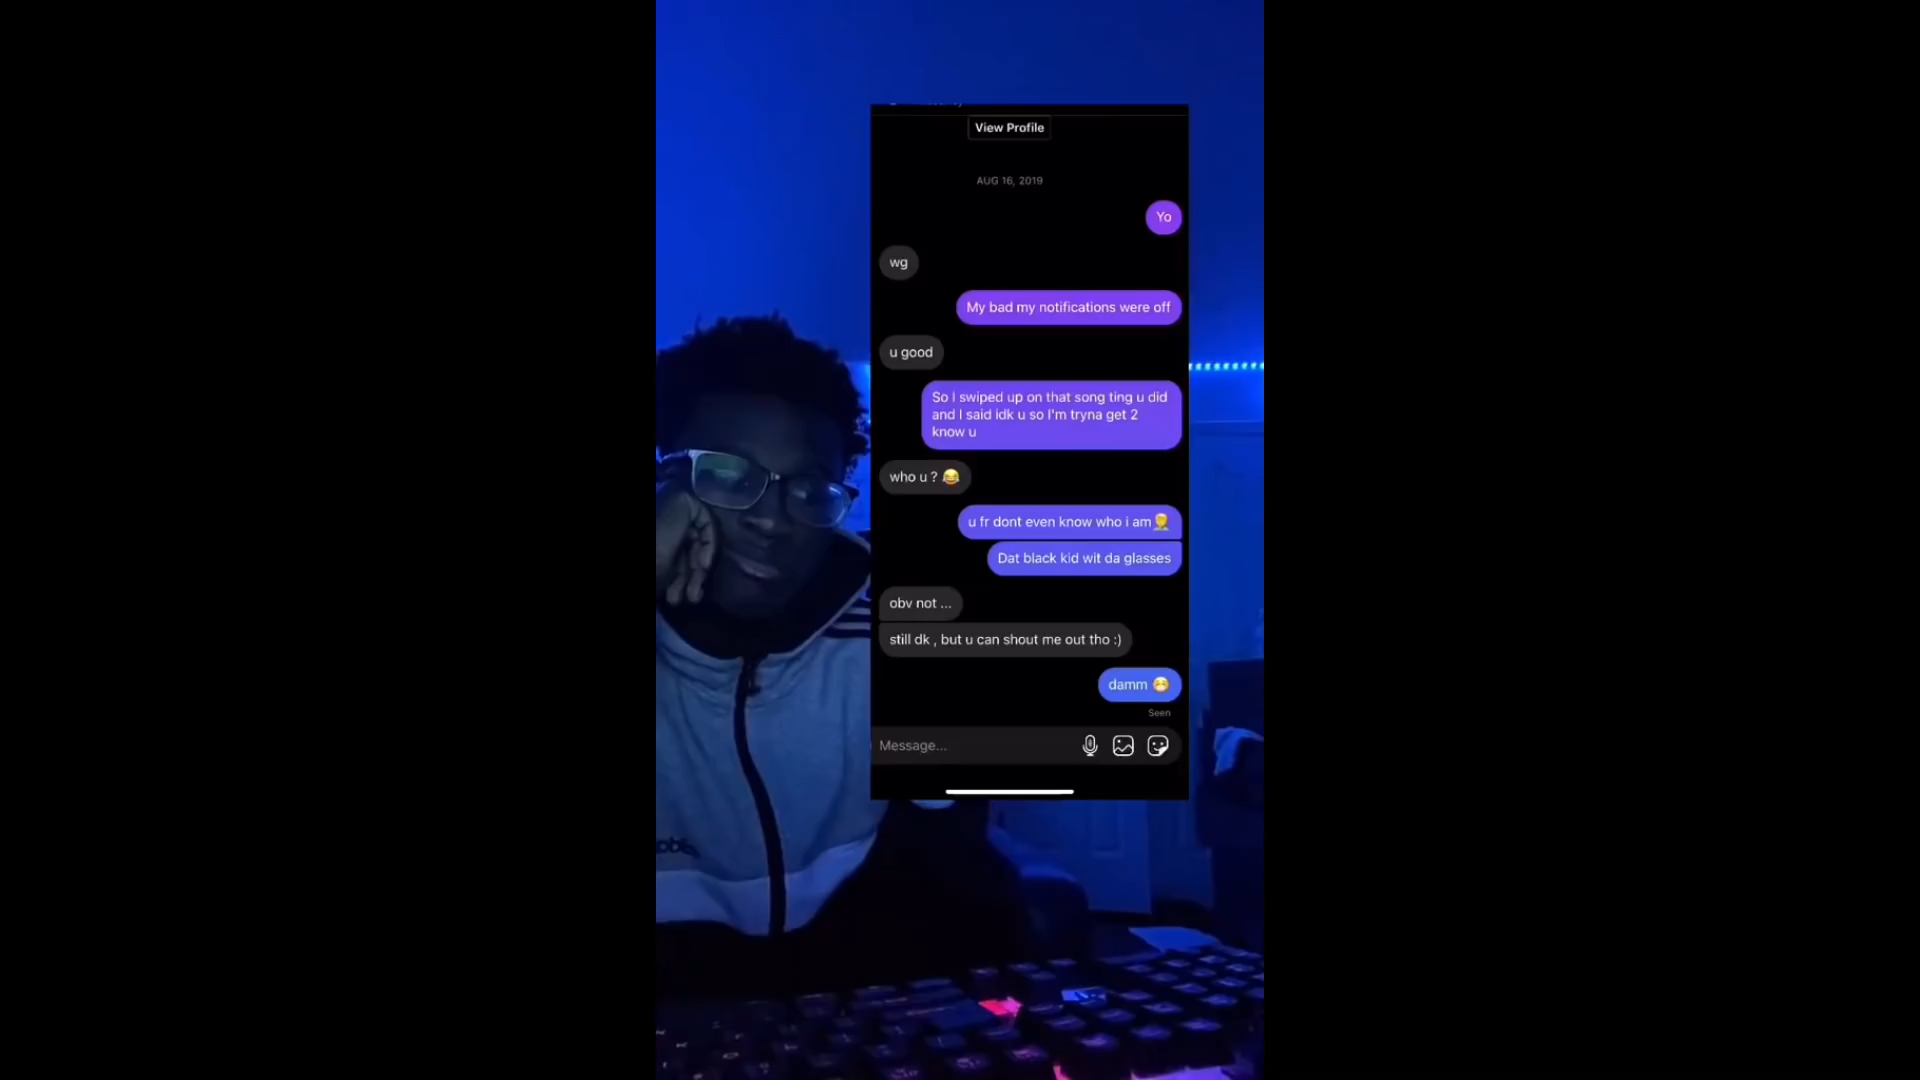 View Profile
AUG 16, 2019
Yo
wg
My bad my notifications were off
u good
So I swiped up on that song ting u did
and I said idk u so I'm tryna get 2
know u
who u ? 😂
u fr dont even know who i am🤦‍♂️
Dat black kid wit da glasses
obv not ...
still dk , but u can shout me out tho :)
damm 😷
Seen
Message...